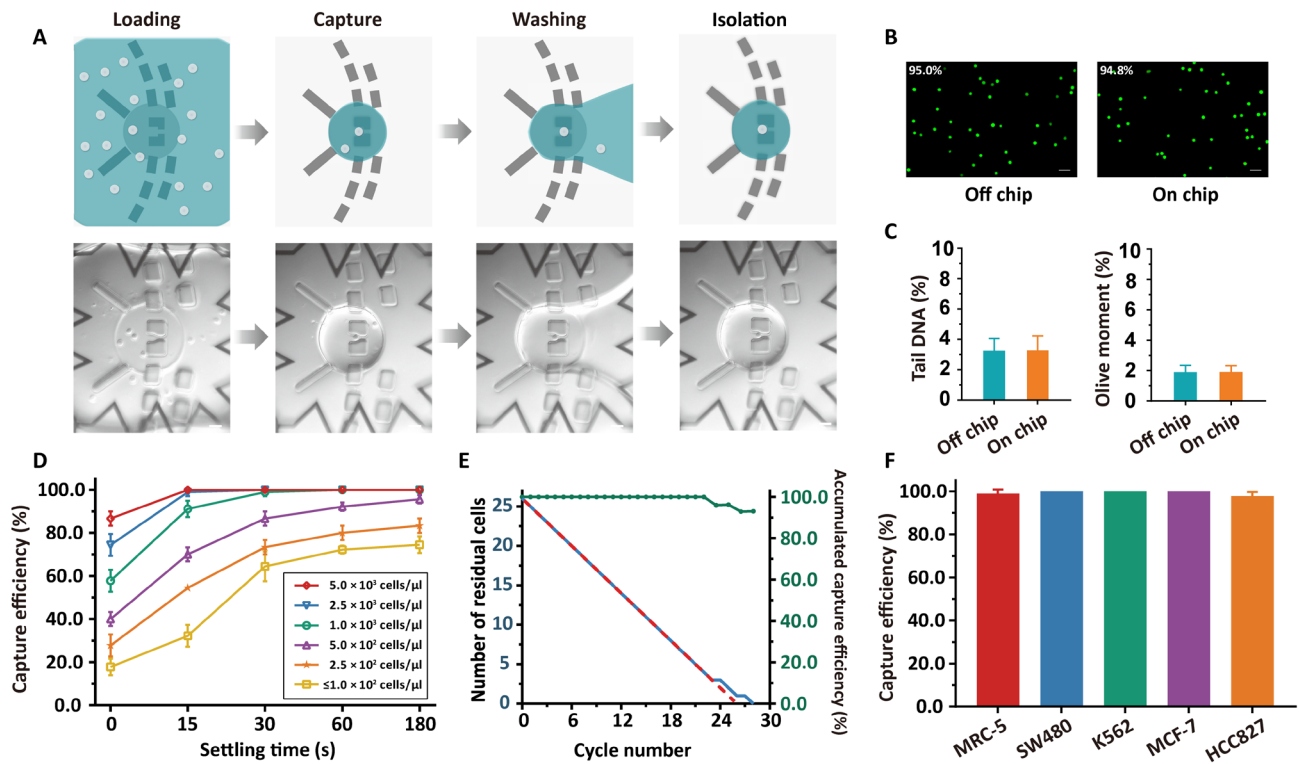 A
Loading
Capture
Washing
Isolation
B
95.0%
94.8%
Off chip
On chip
C
Tail DNA (%)
10
8
6
4
2
0
Off chip
On chip
Olive moment (%)
10
8
6
4
2
0
Off chip
On chip
D
Capture efficiency (%)
100.0
80.0
60.0
40.0
20.0
0.0
0
15
30
60
180
Settling time (s)
5.0 × 10³ cells/μl
2.5 × 10³ cells/μl
1.0 × 10³ cells/μl
5.0 × 10² cells/μl
2.5 × 10² cells/μl
≤1.0 × 10² cells/μl
E
Number of residual cells
25
20
15
10
5
0
0
6
12
18
24
30
Cycle number
100.0
80.0
60.0
40.0
20.0
0.0
Accumulated capture efficiency
(%)
F
Capture efficiency (%)
100.0
80.0
60.0
40.0
20.0
0.0
MRC-5
SW480
K562
MCF-7
HCC827